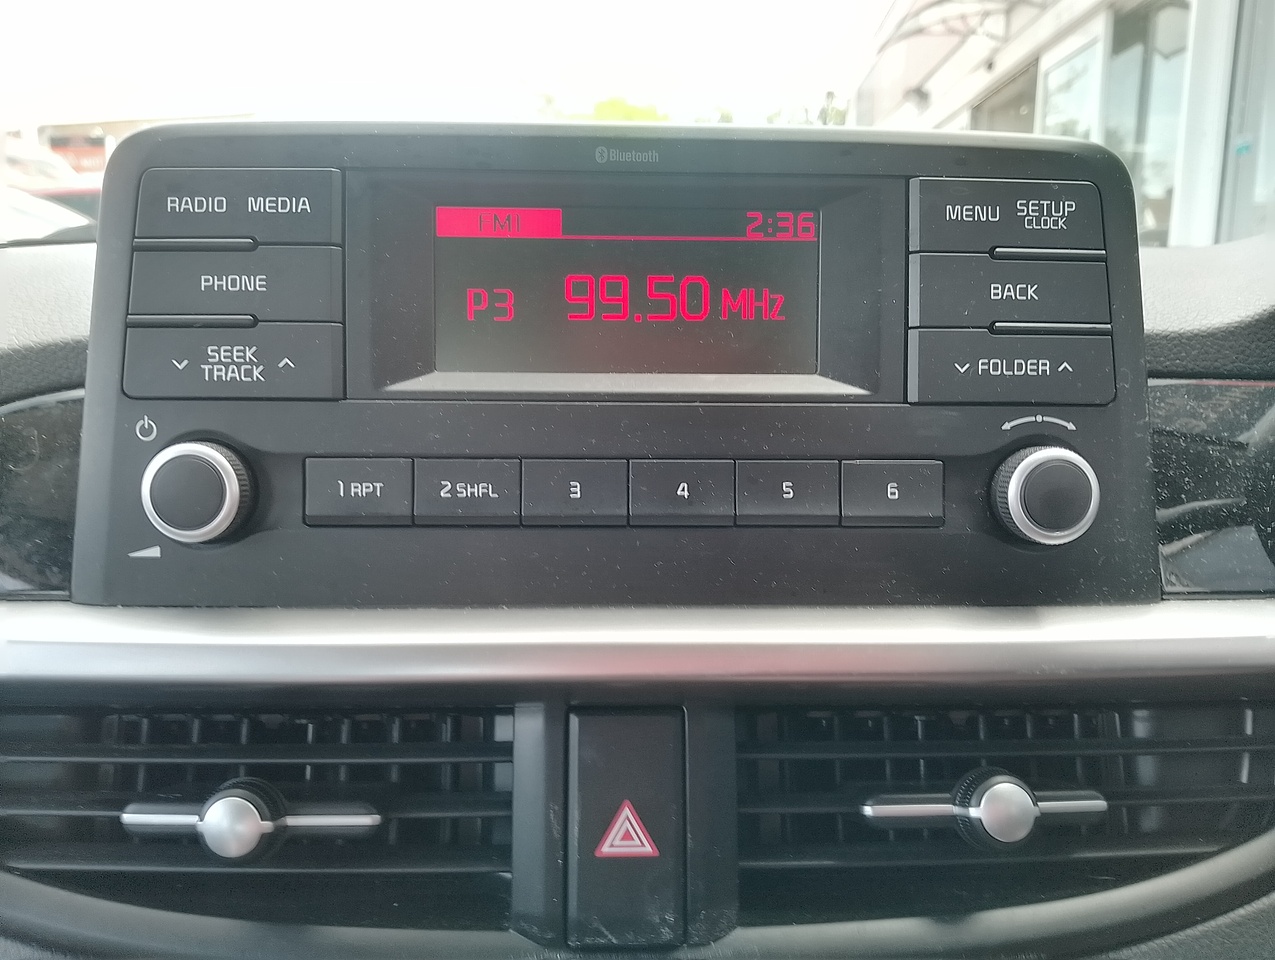 Bluetooth
RADIO MEDIA
PHONE
SEEK
TRACK
FM1 2:36
P3 99.50 MHz
MENU SETUP
CLOCK
BACK
FOLDER
1 RPT 2 SHFL 3 4 5 6